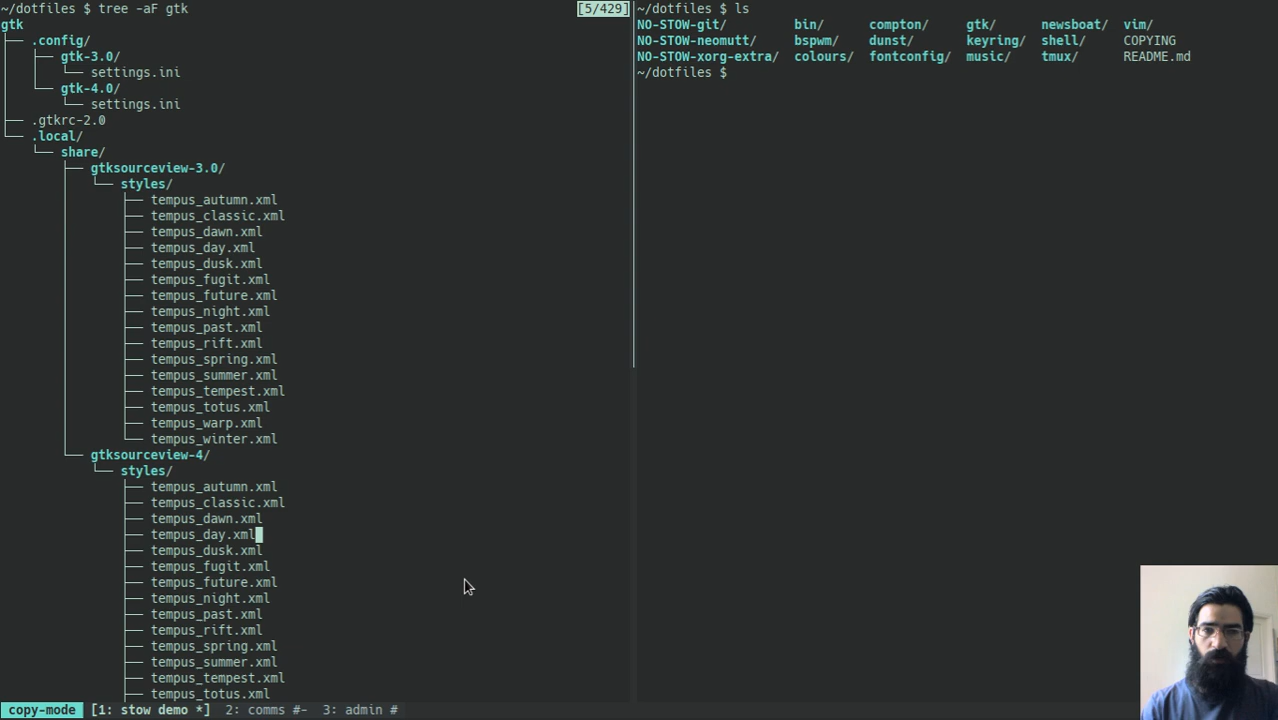 ~/dotfiles $ tree -aF gtk [5/429]
gtk
├── .config/
│   ├── gtk-3.0/
│   │   └── settings.ini
│   └── gtk-4.0/
│       └── settings.ini
├── .gtkrc-2.0
└── .local/
    └── share/
        ├── gtksourceview-3.0/
        │   └── styles/
        │       ├── tempus_autumn.xml
        │       ├── tempus_classic.xml
        │       ├── tempus_dawn.xml
        │       ├── tempus_day.xml
        │       ├── tempus_dusk.xml
        │       ├── tempus_fugit.xml
        │       ├── tempus_future.xml
        │       ├── tempus_night.xml
        │       ├── tempus_past.xml
        │       ├── tempus_rift.xml
        │       ├── tempus_spring.xml
        │       ├── tempus_summer.xml
        │       ├── tempus_tempest.xml
        │       ├── tempus_totus.xml
        │       ├── tempus_warp.xml
        │       └── tempus_winter.xml
        └── gtksourceview-4/
            └── styles/
                ├── tempus_autumn.xml
                ├── tempus_classic.xml
                ├── tempus_dawn.xml
                ├── tempus_day.xml
                ├── tempus_dusk.xml
                ├── tempus_fugit.xml
                ├── tempus_future.xml
                ├── tempus_night.xml
                ├── tempus_past.xml
                ├── tempus_rift.xml
                ├── tempus_spring.xml
                ├── tempus_summer.xml
                ├── tempus_tempest.xml
                ├── tempus_totus.xml
~/dotfiles $ ls
NO-STOW-git/ bin/ compton/ gtk/ newsboat/ vim/
NO-STOW-neomutt/ bspwm/ dunst/ keyring/ shell/ COPYING
NO-STOW-xorg-extra/ colours/ fontconfig/ music/ tmux/ README.md
~/dotfiles $
copy-mode [1: stow demo *] 2: comms #- 3: admin #